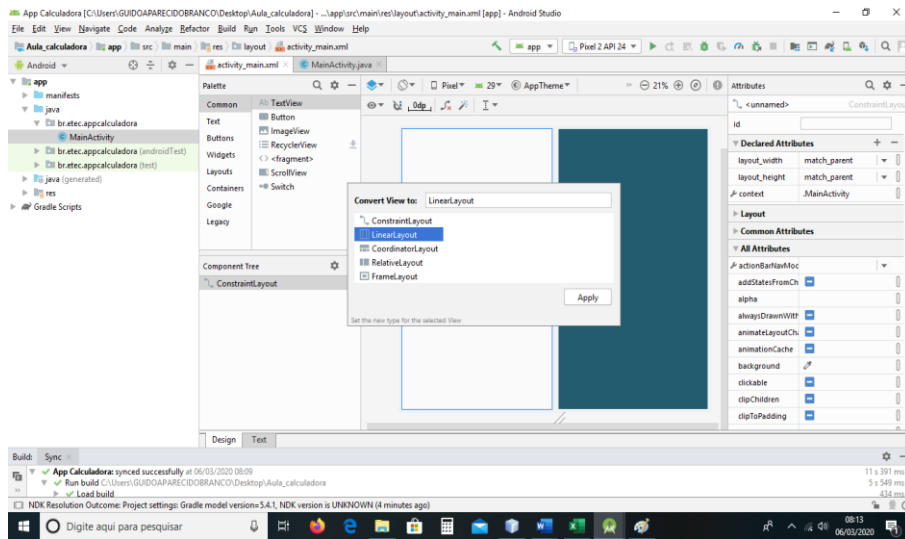 App Calculadora [C:\Users\GUIDOAPARECIDOBRANCO\Desktop\Aula_calculadora] - ...\app\src\main\res\layout\activity_main.xml [app] - Android Studio
File Edit View Navigate Code Analyze Refactor Build Run Tools VCS Window Help
Aula_calculadora app src main res layout activity_main.xml app Pixel 2 API 24
Android activity_main.xml MainActivity.java
app
manifests
java
br.etec.appcalculadora
MainActivity
br.etec.appcalculadora (androidTest)
br.etec.appcalculadora (test)
java (generated)
res
Gradle Scripts
Palette
Common
Text
Buttons
Widgets
Layouts
Containers
Google
Legacy
Ab TextView
Button
ImageView
RecyclerView
<> <fragment>
ScrollView
Switch
Component Tree
ConstraintLayout
Pixel 29 AppTheme 21%
0dp
Convert View to: LinearLayout
ConstraintLayout
LinearLayout
CoordinatorLayout
RelativeLayout
FrameLayout
Apply
Set the new type for the selected View
Attributes
<unnamed> ConstraintLayou
id
Declared Attributes
layout_width match_parent
layout_height match_parent
context .MainActivity
Layout
Common Attributes
All Attributes
actionBarNavMoc
addStatesFromCh
alpha
alwaysDrawnWith
animateLayoutCha
animationCache
background
clickable
clipChildren
clipToPadding
Design Text
Build: Sync
App Calculadora: synced successfully at 06/03/2020 08:09 11 s 391 ms
Run build C:\Users\GUIDOAPARECIDOBRANCO\Desktop\Aula_calculadora 5 s 549 ms
Load build 434 ms
NDK Resolution Outcome: Project settings: Gradle model version=5.4.1, NDK version is UNKNOWN (4 minutes ago)
Digite aqui para pesquisar
08:13
06/03/2020